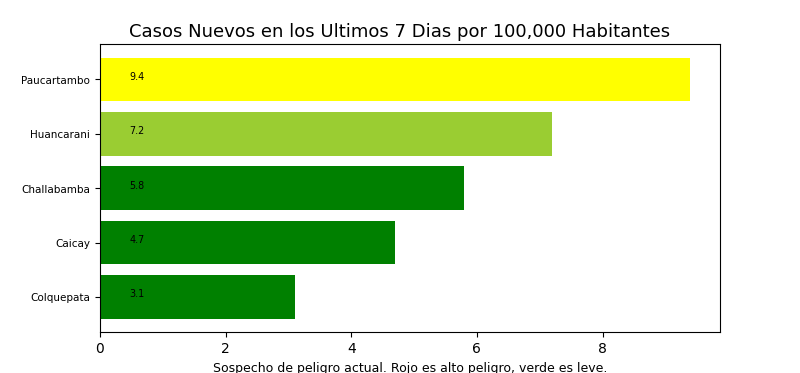 Casos Nuevos en los Ultimos 7 Dias por 100,000 Habitantes
Paucartambo 9.4
Huancarani 7.2
Challabamba 5.8
Caicay 4.7
Colquepata 3.1
0 2 4 6 8
Sospecho de peligro actual. Rojo es alto peligro, verde es leve.